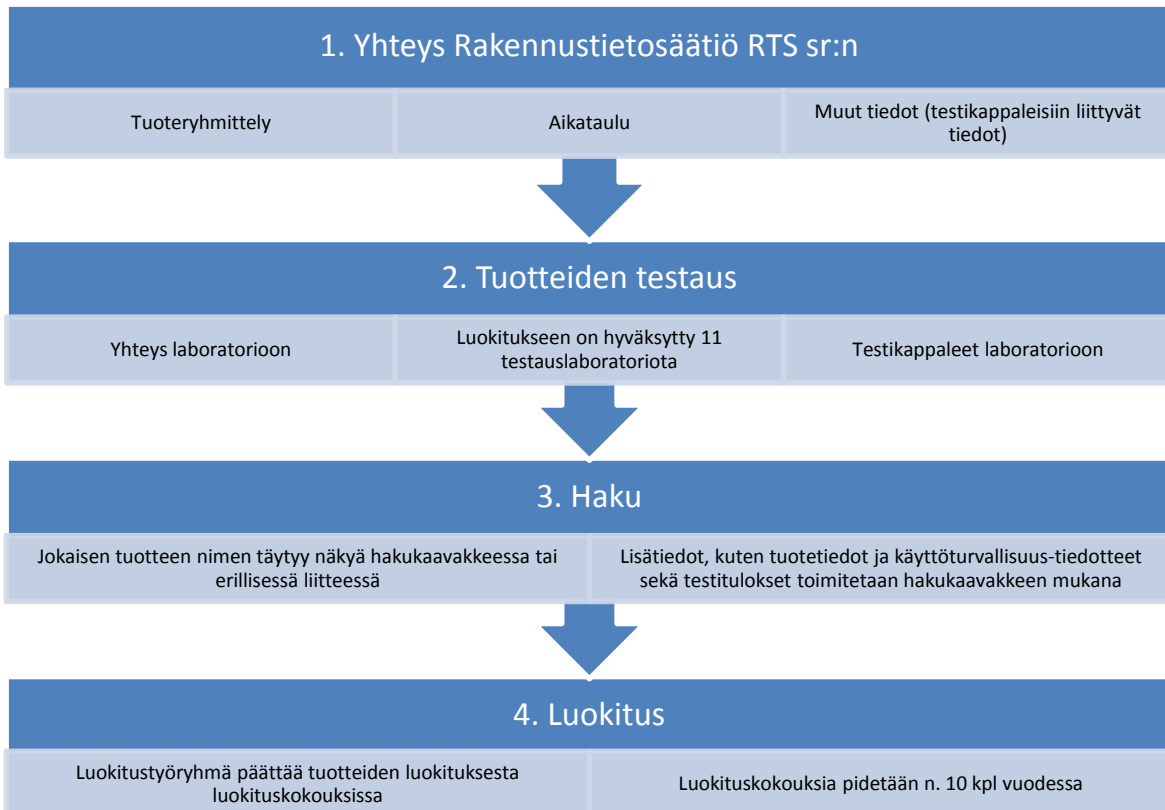 1. Yhteys Rakennustietosäätiö RTS sr:n
Tuoteryhmittely
Aikataulu
Muut tiedot (testikappaleisiin liittyvät
tiedot)
2. Tuotteiden testaus
Yhteys laboratorioon
Luokitukseen on hyväksytty 11
testauslaboratoriota
Testikappaleet laboratorioon
3. Haku
Jokaisen tuotteen nimen täytyy näkyä hakukaavakkeessa tai
erillisessä liitteessä
Lisätiedot, kuten tuotetiedot ja käyttöturvallisuus-tiedotteet
sekä testitulokset toimitetaan hakukaavakkeen mukana
4. Luokitus
Luokitustyöryhmä päättää tuotteiden luokituksesta
luokituskokouksissa
Luokituskokouksia pidetään n. 10 kpl vuodessa